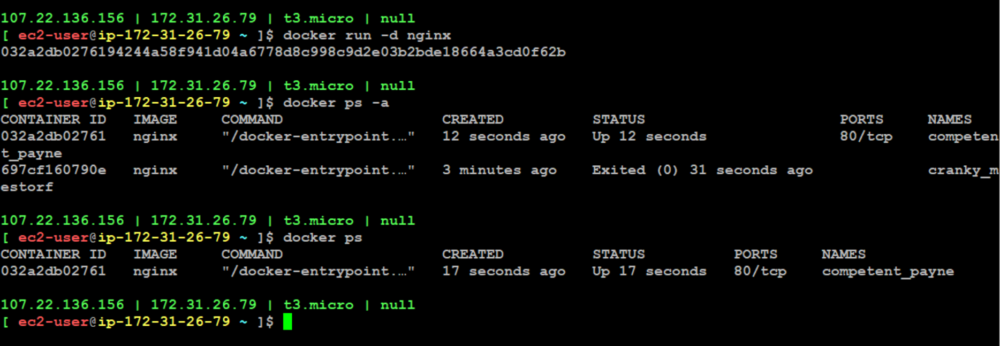 107.22.136.156 | 172.31.26.79 | t3.micro | null
[ ec2-user@ip-172-31-26-79 ~ ]$ docker run -d nginx
032a2db0276194244a58f941d04a6778d8c998c9d2e03b2bde18664a3cd0f62b
107.22.136.156 | 172.31.26.79 | t3.micro | null
[ ec2-user@ip-172-31-26-79 ~ ]$ docker ps -a
CONTAINER ID   IMAGE     COMMAND                  CREATED          STATUS                      PORTS     NAMES
032a2db02761   nginx     "/docker-entrypoint.…"   12 seconds ago   Up 12 seconds               80/tcp    competen
t_payne
697cf160790e   nginx     "/docker-entrypoint.…"   3 minutes ago    Exited (0) 31 seconds ago             cranky_m
estorf
107.22.136.156 | 172.31.26.79 | t3.micro | null
[ ec2-user@ip-172-31-26-79 ~ ]$ docker ps
CONTAINER ID   IMAGE     COMMAND                  CREATED          STATUS          PORTS     NAMES
032a2db02761   nginx     "/docker-entrypoint.…"   17 seconds ago   Up 17 seconds   80/tcp    competent_payne
107.22.136.156 | 172.31.26.79 | t3.micro | null
[ ec2-user@ip-172-31-26-79 ~ ]$